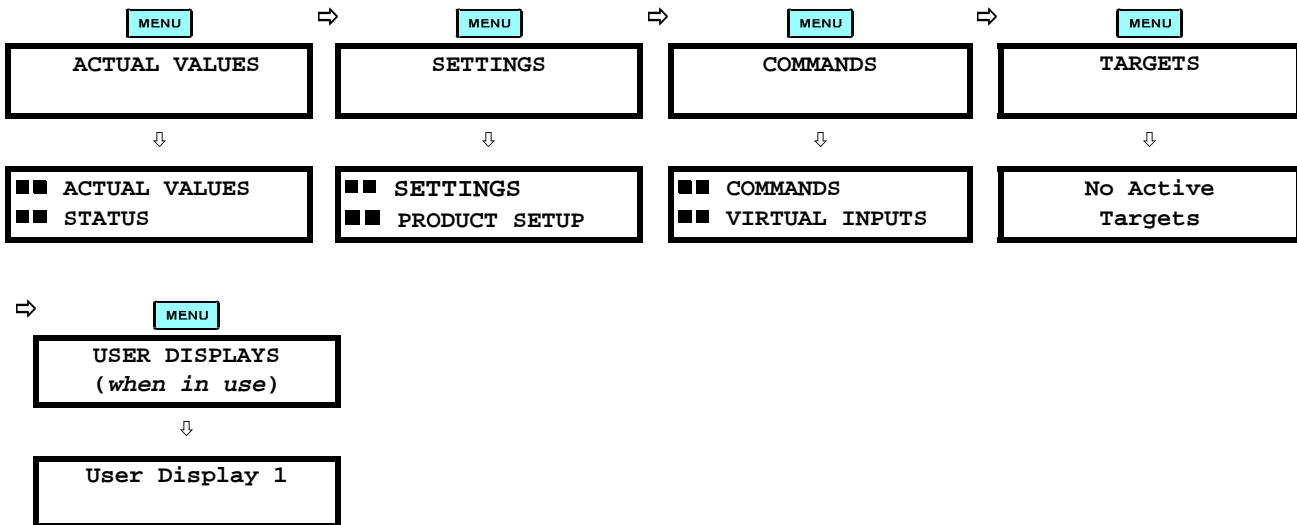 MENU MENU MENU MENU
ACTUAL VALUES SETTINGS COMMANDS TARGETS
ACTUAL VALUES SETTINGS COMMANDS No Active
STATUS PRODUCT SETUP VIRTUAL INPUTS Targets
MENU
USER DISPLAYS
(when in use)
User Display 1